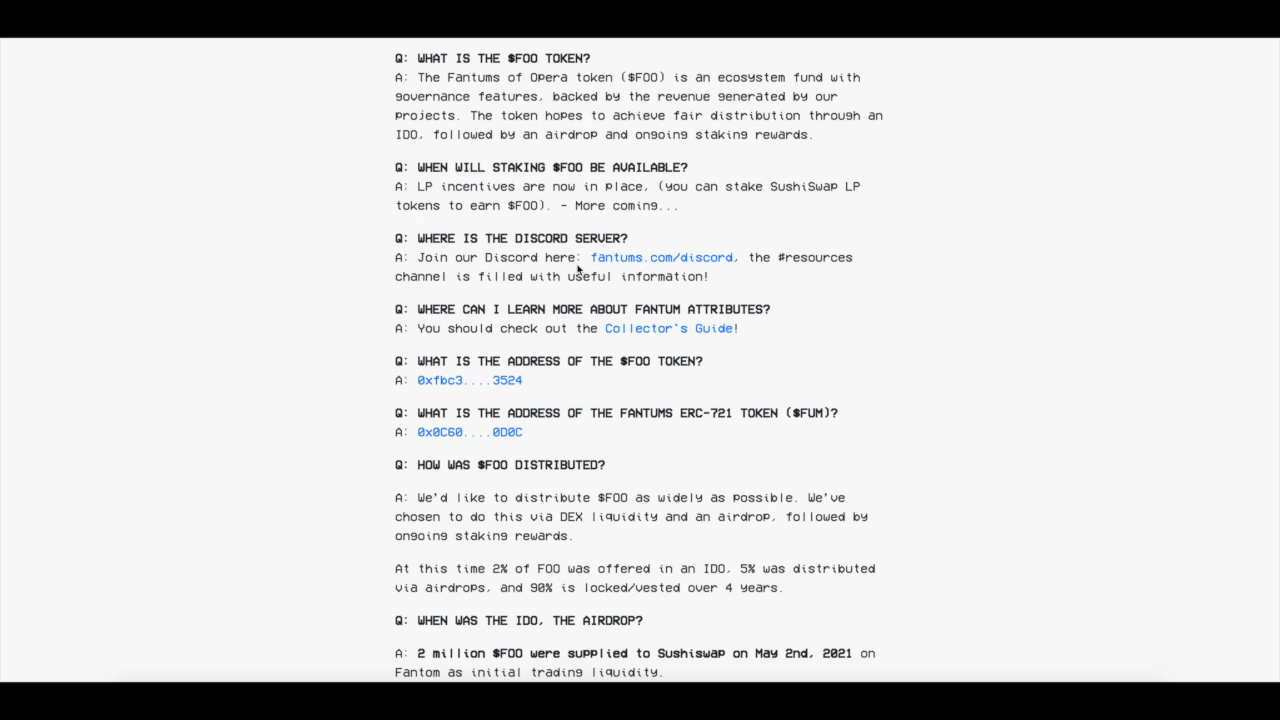 Q: WHAT IS THE $FOO TOKEN?
A: The Fantums of Opera token ($FOO) is an ecosystem fund with
governance features, backed by the revenue generated by our
projects. The token hopes to achieve fair distribution through an
IDO, followed by an airdrop and ongoing staking rewards.
Q: WHEN WILL STAKING $FOO BE AVAILABLE?
A: LP incentives are now in place, (you can stake SushiSwap LP
tokens to earn $FOO). - More coming...
Q: WHERE IS THE DISCORD SERVER?
A: Join our Discord here: fantums.com/discord, the #resources
channel is filled with useful information!
Q: WHERE CAN I LEARN MORE ABOUT FANTUM ATTRIBUTES?
A: You should check out the Collector's Guide!
Q: WHAT IS THE ADDRESS OF THE $FOO TOKEN?
A: 0xfbc3....3524
Q: WHAT IS THE ADDRESS OF THE FANTUMS ERC-721 TOKEN ($FUM)?
A: 0x0C60....0D0C
Q: HOW WAS $FOO DISTRIBUTED?
A: We'd like to distribute $FOO as widely as possible. We've
chosen to do this via DEX liquidity and an airdrop, followed by
ongoing staking rewards.
At this time 2% of FOO was offered in an IDO, 5% was distributed
via airdrops, and 90% is locked/vested over 4 years.
Q: WHEN WAS THE IDO, THE AIRDROP?
A: 2 million $FOO were supplied to Sushiswap on May 2nd, 2021 on
Fantom as initial trading liquidity.